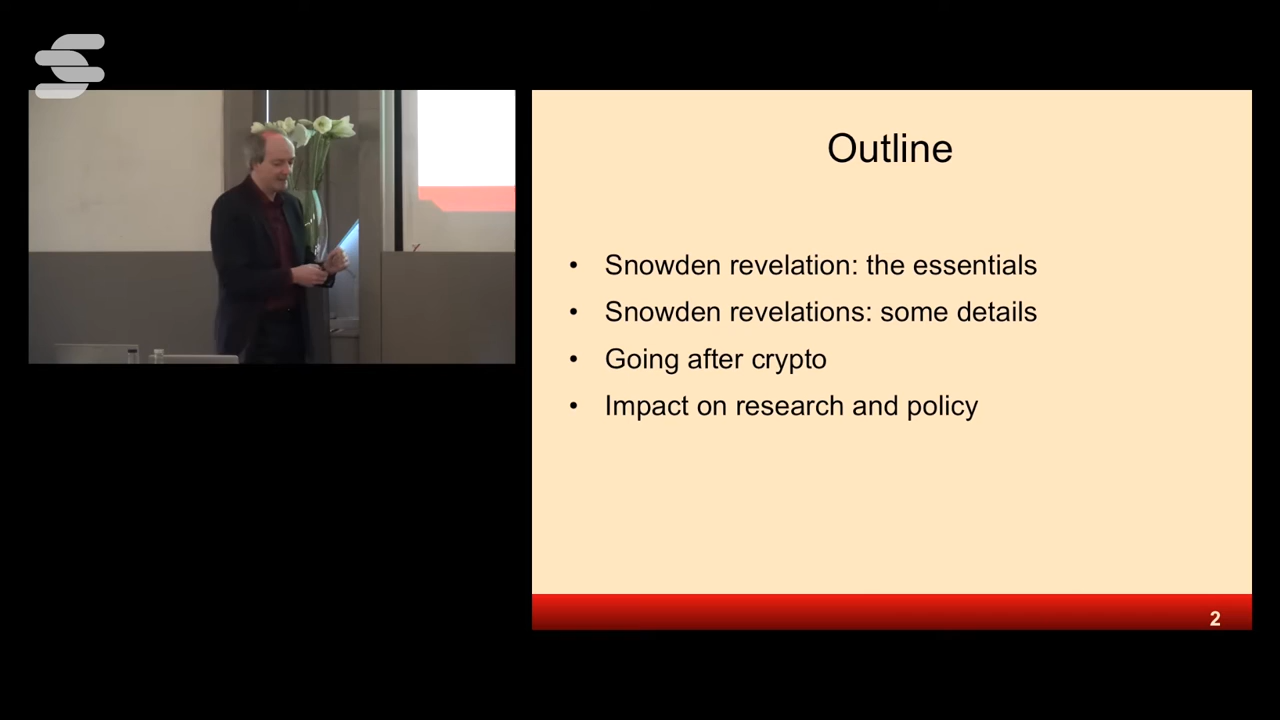 Outline
• Snowden revelation: the essentials
• Snowden revelations: some details
• Going after crypto
• Impact on research and policy
2